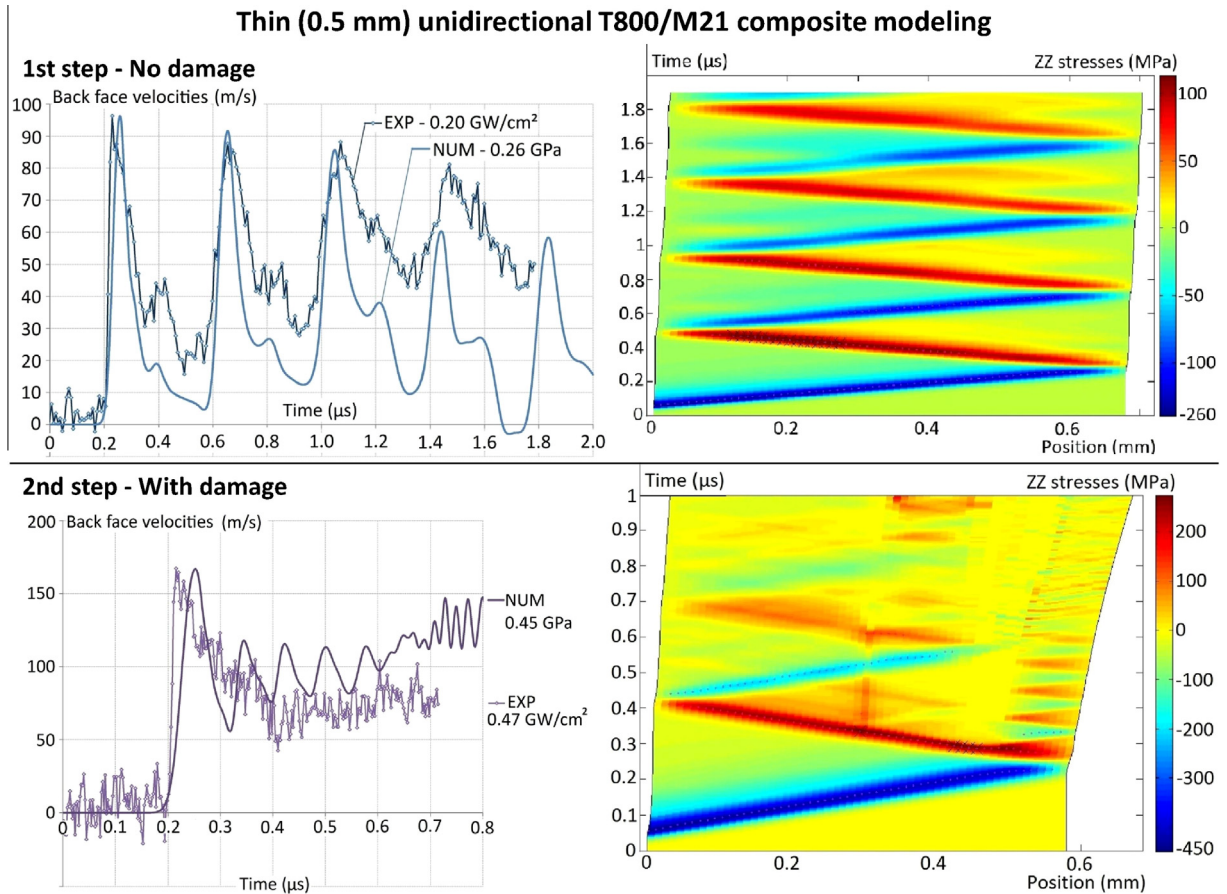 Thin (0.5 mm) unidirectional T800/M21 composite modeling
1st step - No damage
Back face velocities (m/s)
100
90
80
70
60
50
40
30
20
10
0
EXP - 0.20 GW/cm²
NUM - 0.26 GPa
Time (µs)
0 0.2 0.4 0.6 0.8 1.0 1.2 1.4 1.6 1.8 2.0
Time (µs)
ZZ stresses (MPa)
1.8
1.6
1.4
1.2
1
0.8
0.6
0.4
0.2
0
0 0.2 0.4 0.6
Position (mm)
100
50
0
-50
-100
-260
2nd step - With damage
Back face velocities (m/s)
200
150
100
50
0
NUM
0.45 GPa
EXP
0.47 GW/cm²
0 0.1 0.2 0.3 0.4 0.5 0.6 0.7 0.8
Time (µs)
Time (µs)
ZZ stresses (MPa)
1
0.9
0.8
0.7
0.6
0.5
0.4
0.3
0.2
0.1
0
0 0.2 0.4 0.6
Position (mm)
200
100
0
-100
-200
-300
-450